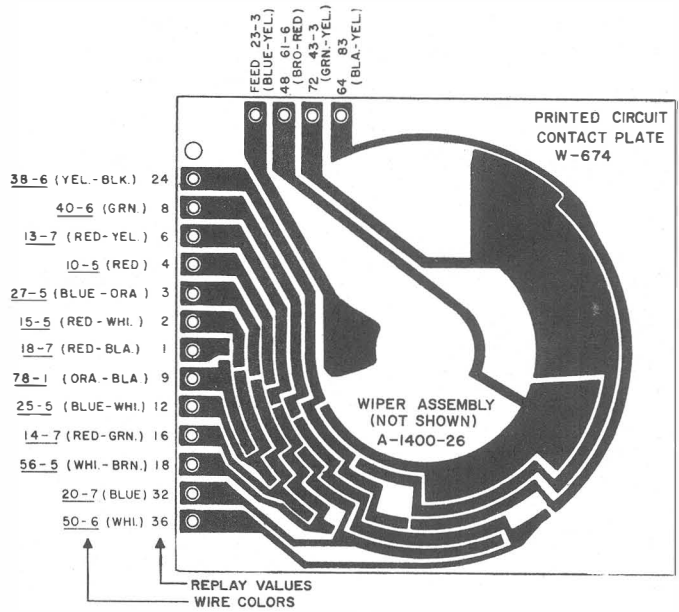 FEED 23-3
(BLUE-YEL.)
48 61-6
(BRO-RED)
72 43-3
(GRN.-YEL.)
64 83
(BLA.-YEL.)
PRINTED CIRCUIT
CONTACT PLATE
W-674
38-6 (YEL.-BLK.) 24
40-6 (GRN.) 8
13-7 (RED-YEL.) 6
10-5 (RED) 4
27-5 (BLUE-ORA.) 3
15-5 (RED-WHI.) 2
18-7 (RED-BLA.) 1
78-1 (ORA.-BLA.) 9
25-5 (BLUE-WHI.) 12
14-7 (RED-GRN.) 16
56-5 (WHI.-BRN.) 18
20-7 (BLUE) 32
50-6 (WHI.) 36
WIPER ASSEMBLY
(NOT SHOWN)
A-1400-26
REPLAY VALUES
WIRE COLORS